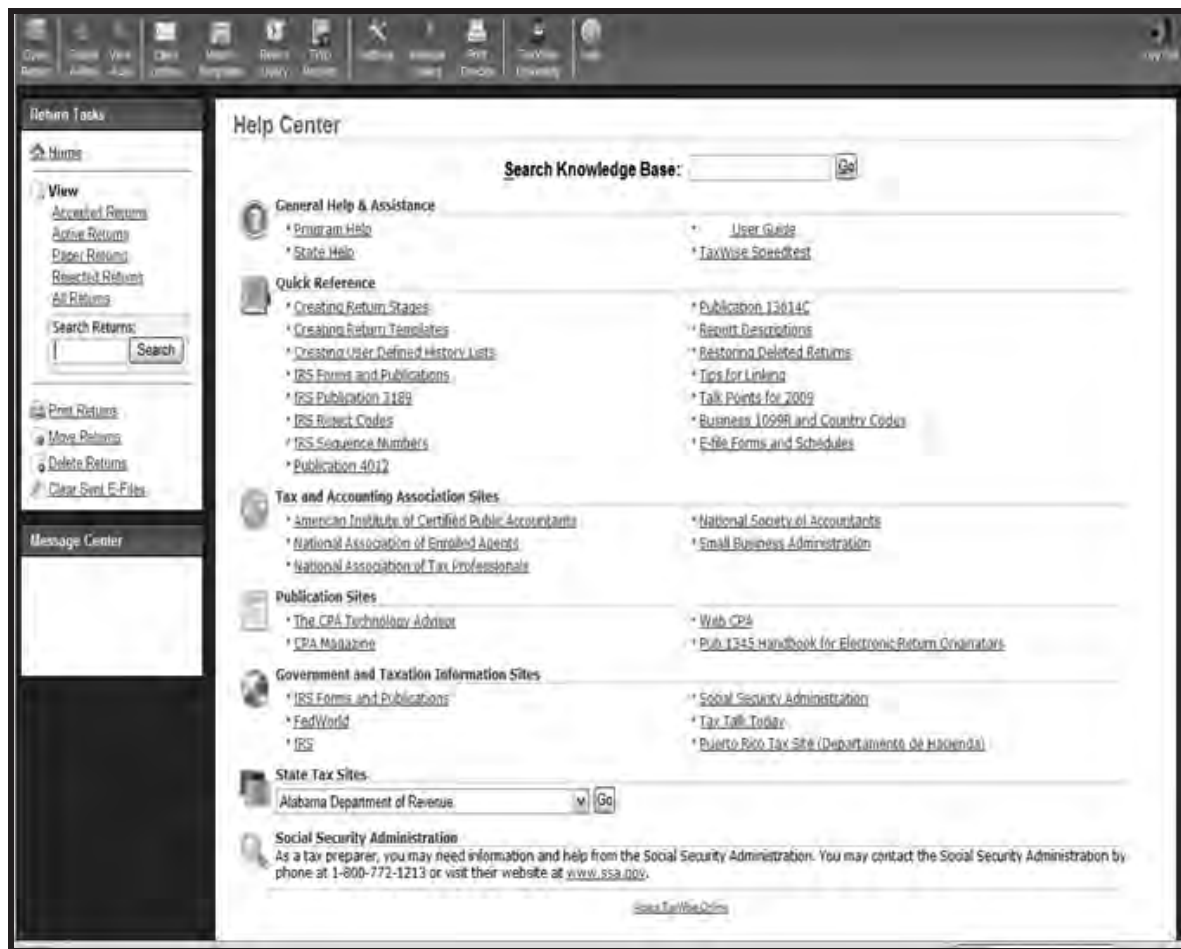 Return Tasks
Home
View
Accepted Returns
Active Returns
Paper Returns
Rejected Returns
All Returns
Search Returns:
Search
Print Returns
Move Returns
Delete Returns
Clear Sent E-Files
Message Center
Help Center
Search Knowledge Base: Go
General Help & Assistance
Program Help
User Guide
State Help
TaxWise Speedtest
Quick Reference
Creating Return Stages
Publication 13614C
Creating Return Templates
Report Descriptions
Creating User Defined History Lists
Restoring Deleted Returns
IRS Forms and Publications
Tips for Linking
IRS Publication 3189
Talk Points for 2009
IRS Reject Codes
Business 1099R and Country Codes
IRS Sequence Numbers
E-file Forms and Schedules
Publication 4012
Tax and Accounting Association Sites
American Institute of Certified Public Accountants
National Society of Accountants
National Association of Enrolled Agents
Small Business Administration
National Association of Tax Professionals
Publication Sites
The CPA Technology Advisor
Web CPA
CPA Magazine
Pub 1345 Handbook for Electronic Return Originators
Government and Taxation Information Sites
IRS Forms and Publications
Social Security Administration
FedWorld
Tax Talk Today
IRS
Puerto Rico Tax Site (Departamento de Hacienda)
State Tax Sites
Alabama Department of Revenue Go
Social Security Administration
As a tax preparer, you may need information and help from the Social Security Administration. You may contact the Social Security Administration by
phone at 1-800-772-1213 or visit their website at www.ssa.gov.
About TaxWise Online